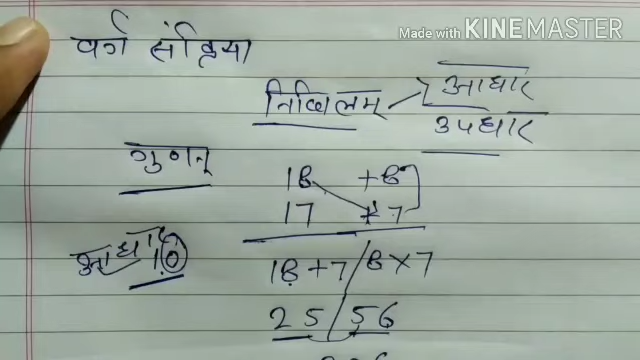 Made with KINEMASTER
वर्ग संक्रिया
निखिलम् आधार
उपधार
गुणन
18 +8
17 +7
आधार 10
18+7/8×7
25/56